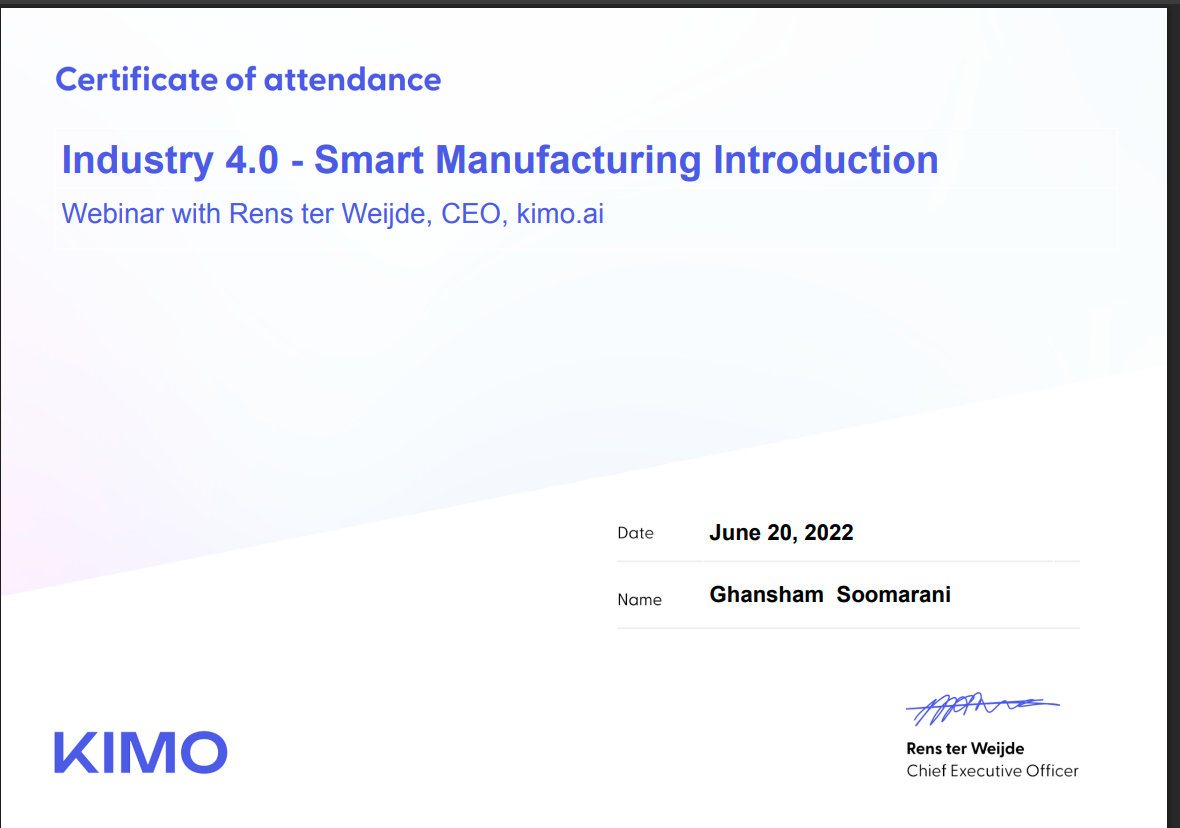 Certificate of attendance
Industry 4.0 - Smart Manufacturing Introduction
Webinar with Rens ter Weijde, CEO, kimo.ai
Date June 20, 2022
Name Ghansham Soomarani
KIMO
Rens ter Weijde
Chief Executive Officer